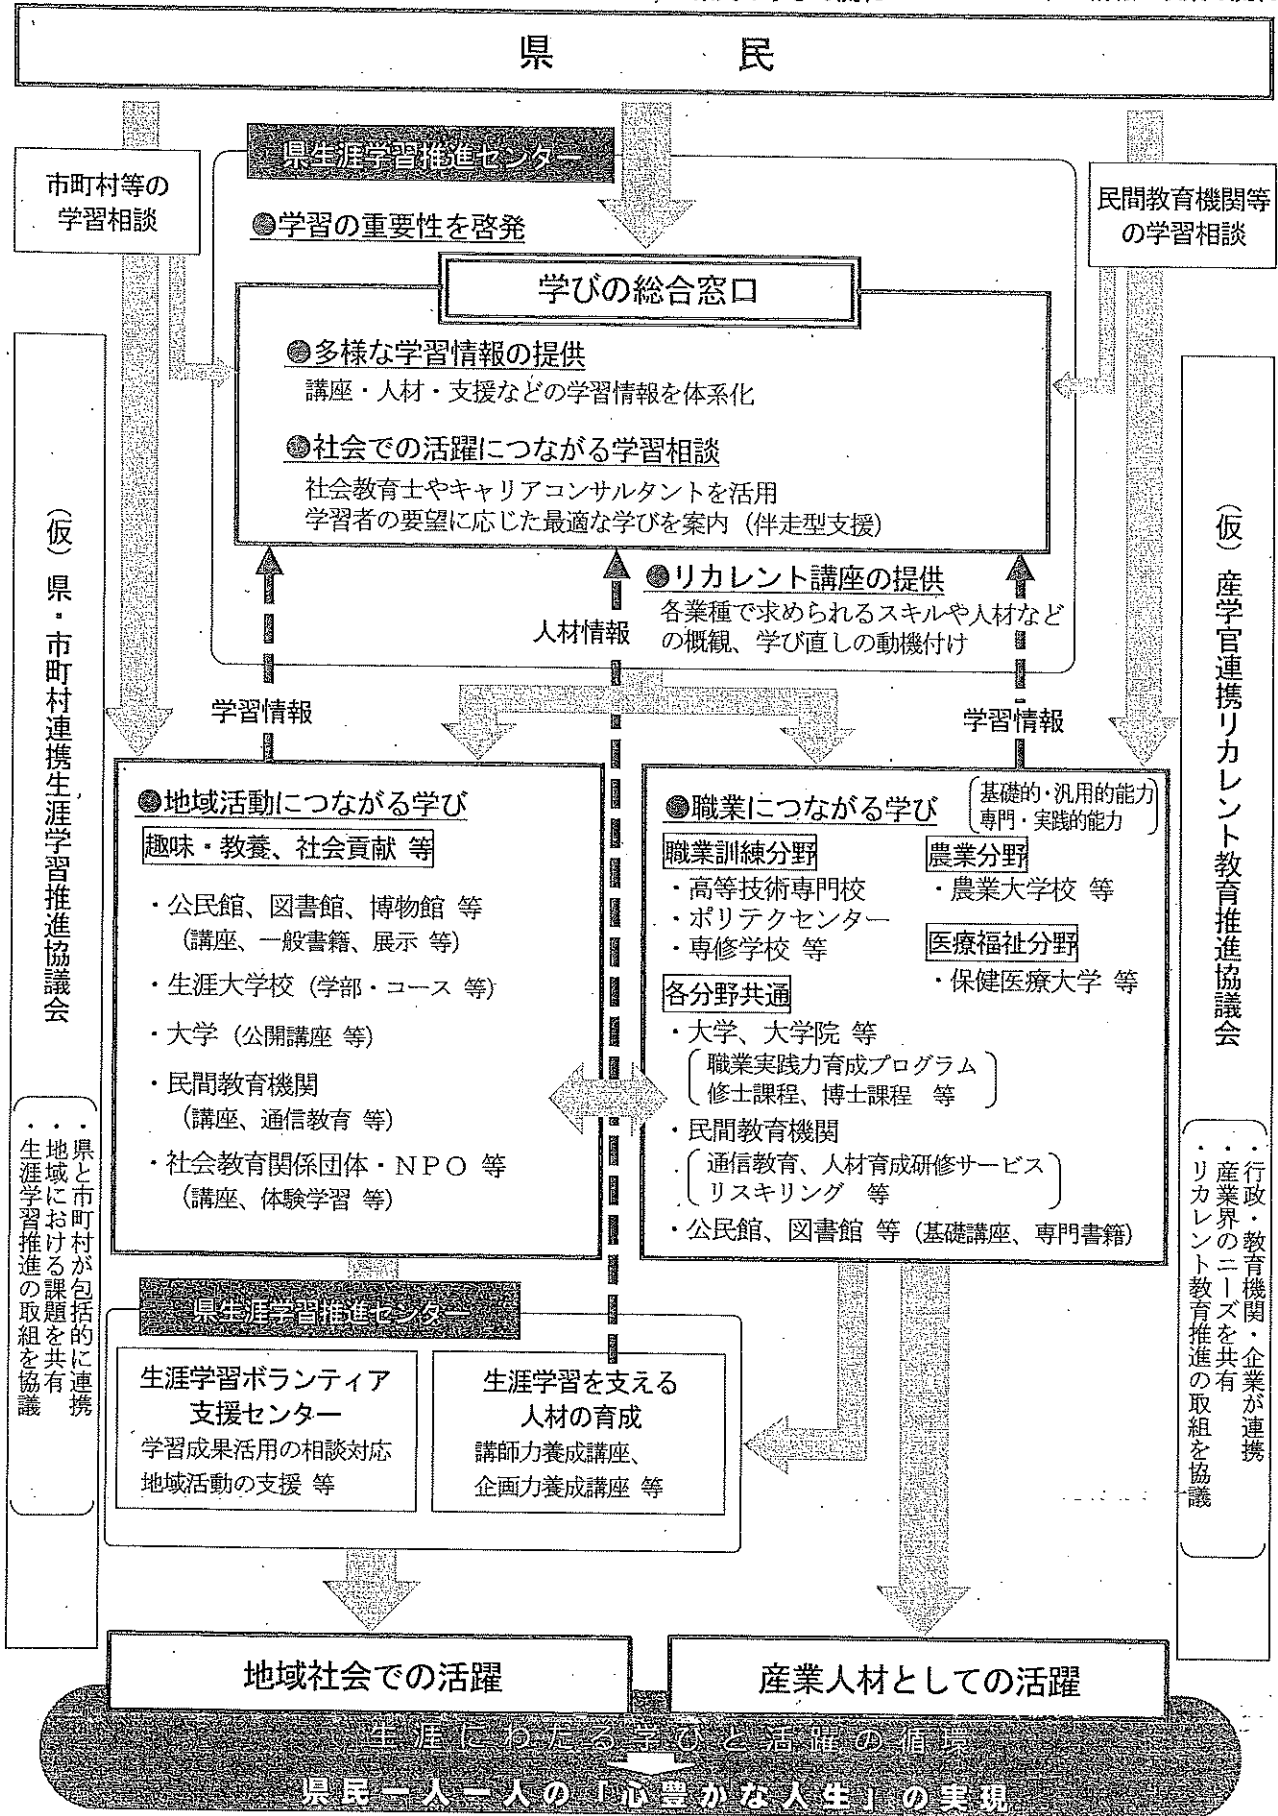 県民
県生涯学習推進センター
市町村等の
学習相談
民間教育機関等
の学習相談
●学習の重要性を啓発
学びの総合窓口
●多様な学習情報の提供
講座・人材・支援などの学習情報を体系化
●社会での活躍につながる学習相談
社会教育士やキャリアコンサルタントを活用
学習者の要望に応じた最適な学びを案内（伴走型支援）
●リカレント講座の提供
各業種で求められるスキルや人材など
の概観、学び直しの動機付け
人材情報
学習情報
学習情報
（仮）県・市町村連携生涯学習推進協議会
・県と市町村が包括的に連携
・地域における課題を共有
・生涯学習推進の取組を協議
（仮）産学官連携リカレント教育推進協議会
・行政・教育機関・企業が連携
・産業界のニーズを共有
・リカレント教育推進の取組を協議
●地域活動につながる学び
趣味・教養、社会貢献 等
・公民館、図書館、博物館 等
（講座、一般書籍、展示 等）
・生涯大学校（学部・コース 等）
・大学（公開講座 等）
・民間教育機関
（講座、通信教育 等）
・社会教育関係団体・ＮＰＯ 等
（講座、体験学習 等）
●職業につながる学び
基礎的・汎用的能力
専門・実践的能力
職業訓練分野
・高等技術専門校
・ポリテクセンター
・専修学校 等
農業分野
・農業大学校 等
医療福祉分野
・保健医療大学 等
各分野共通
・大学、大学院 等
職業実践力育成プログラム
修士課程、博士課程 等
・民間教育機関
通信教育、人材育成研修サービス
リスキリング 等
・公民館、図書館 等（基礎講座、専門書籍）
県生涯学習推進センター
生涯学習ボランティア
支援センター
学習成果活用の相談対応
地域活動の支援 等
生涯学習を支える
人材の育成
講師力養成講座、
企画力養成講座 等
地域社会での活躍
産業人材としての活躍
生涯にわたる学びと活躍の循環
県民一人一人の「心豊かな人生」の実現